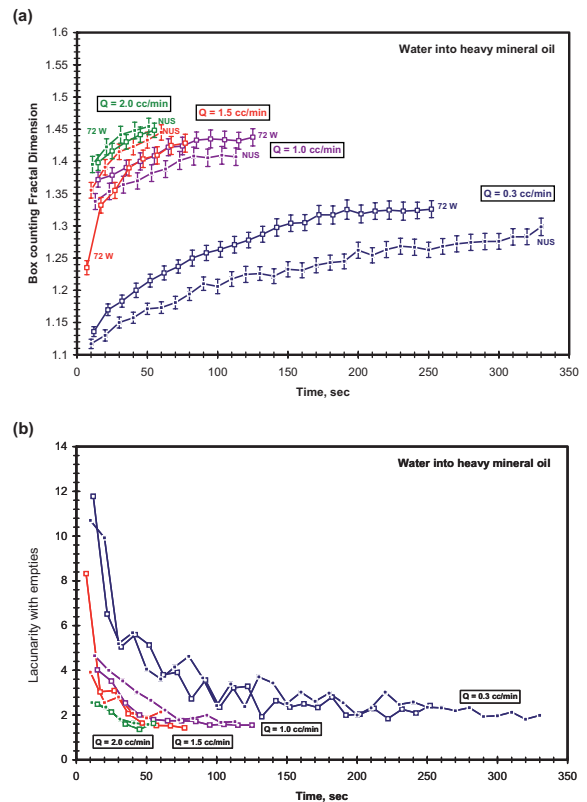 (a)
Water into heavy mineral oil
Box counting Fractal Dimension
1.6
1.55
1.5
1.45
1.4
1.35
1.3
1.25
1.2
1.15
1.1
Q = 2.0 cc/min
Q = 1.5 cc/min
Q = 1.0 cc/min
Q = 0.3 cc/min
72 W
NUS
NUS
72 W
NUS
72 W
72 W
NUS
0 50 100 150 200 250 300 350
Time, sec
(b)
Water into heavy mineral oil
Lacunarity with empties
14
12
10
8
6
4
2
0
Q = 0.3 cc/min
Q = 2.0 cc/min
Q = 1.5 cc/min
Q = 1.0 cc/min
0 50 100 150 200 250 300 350
Time, sec